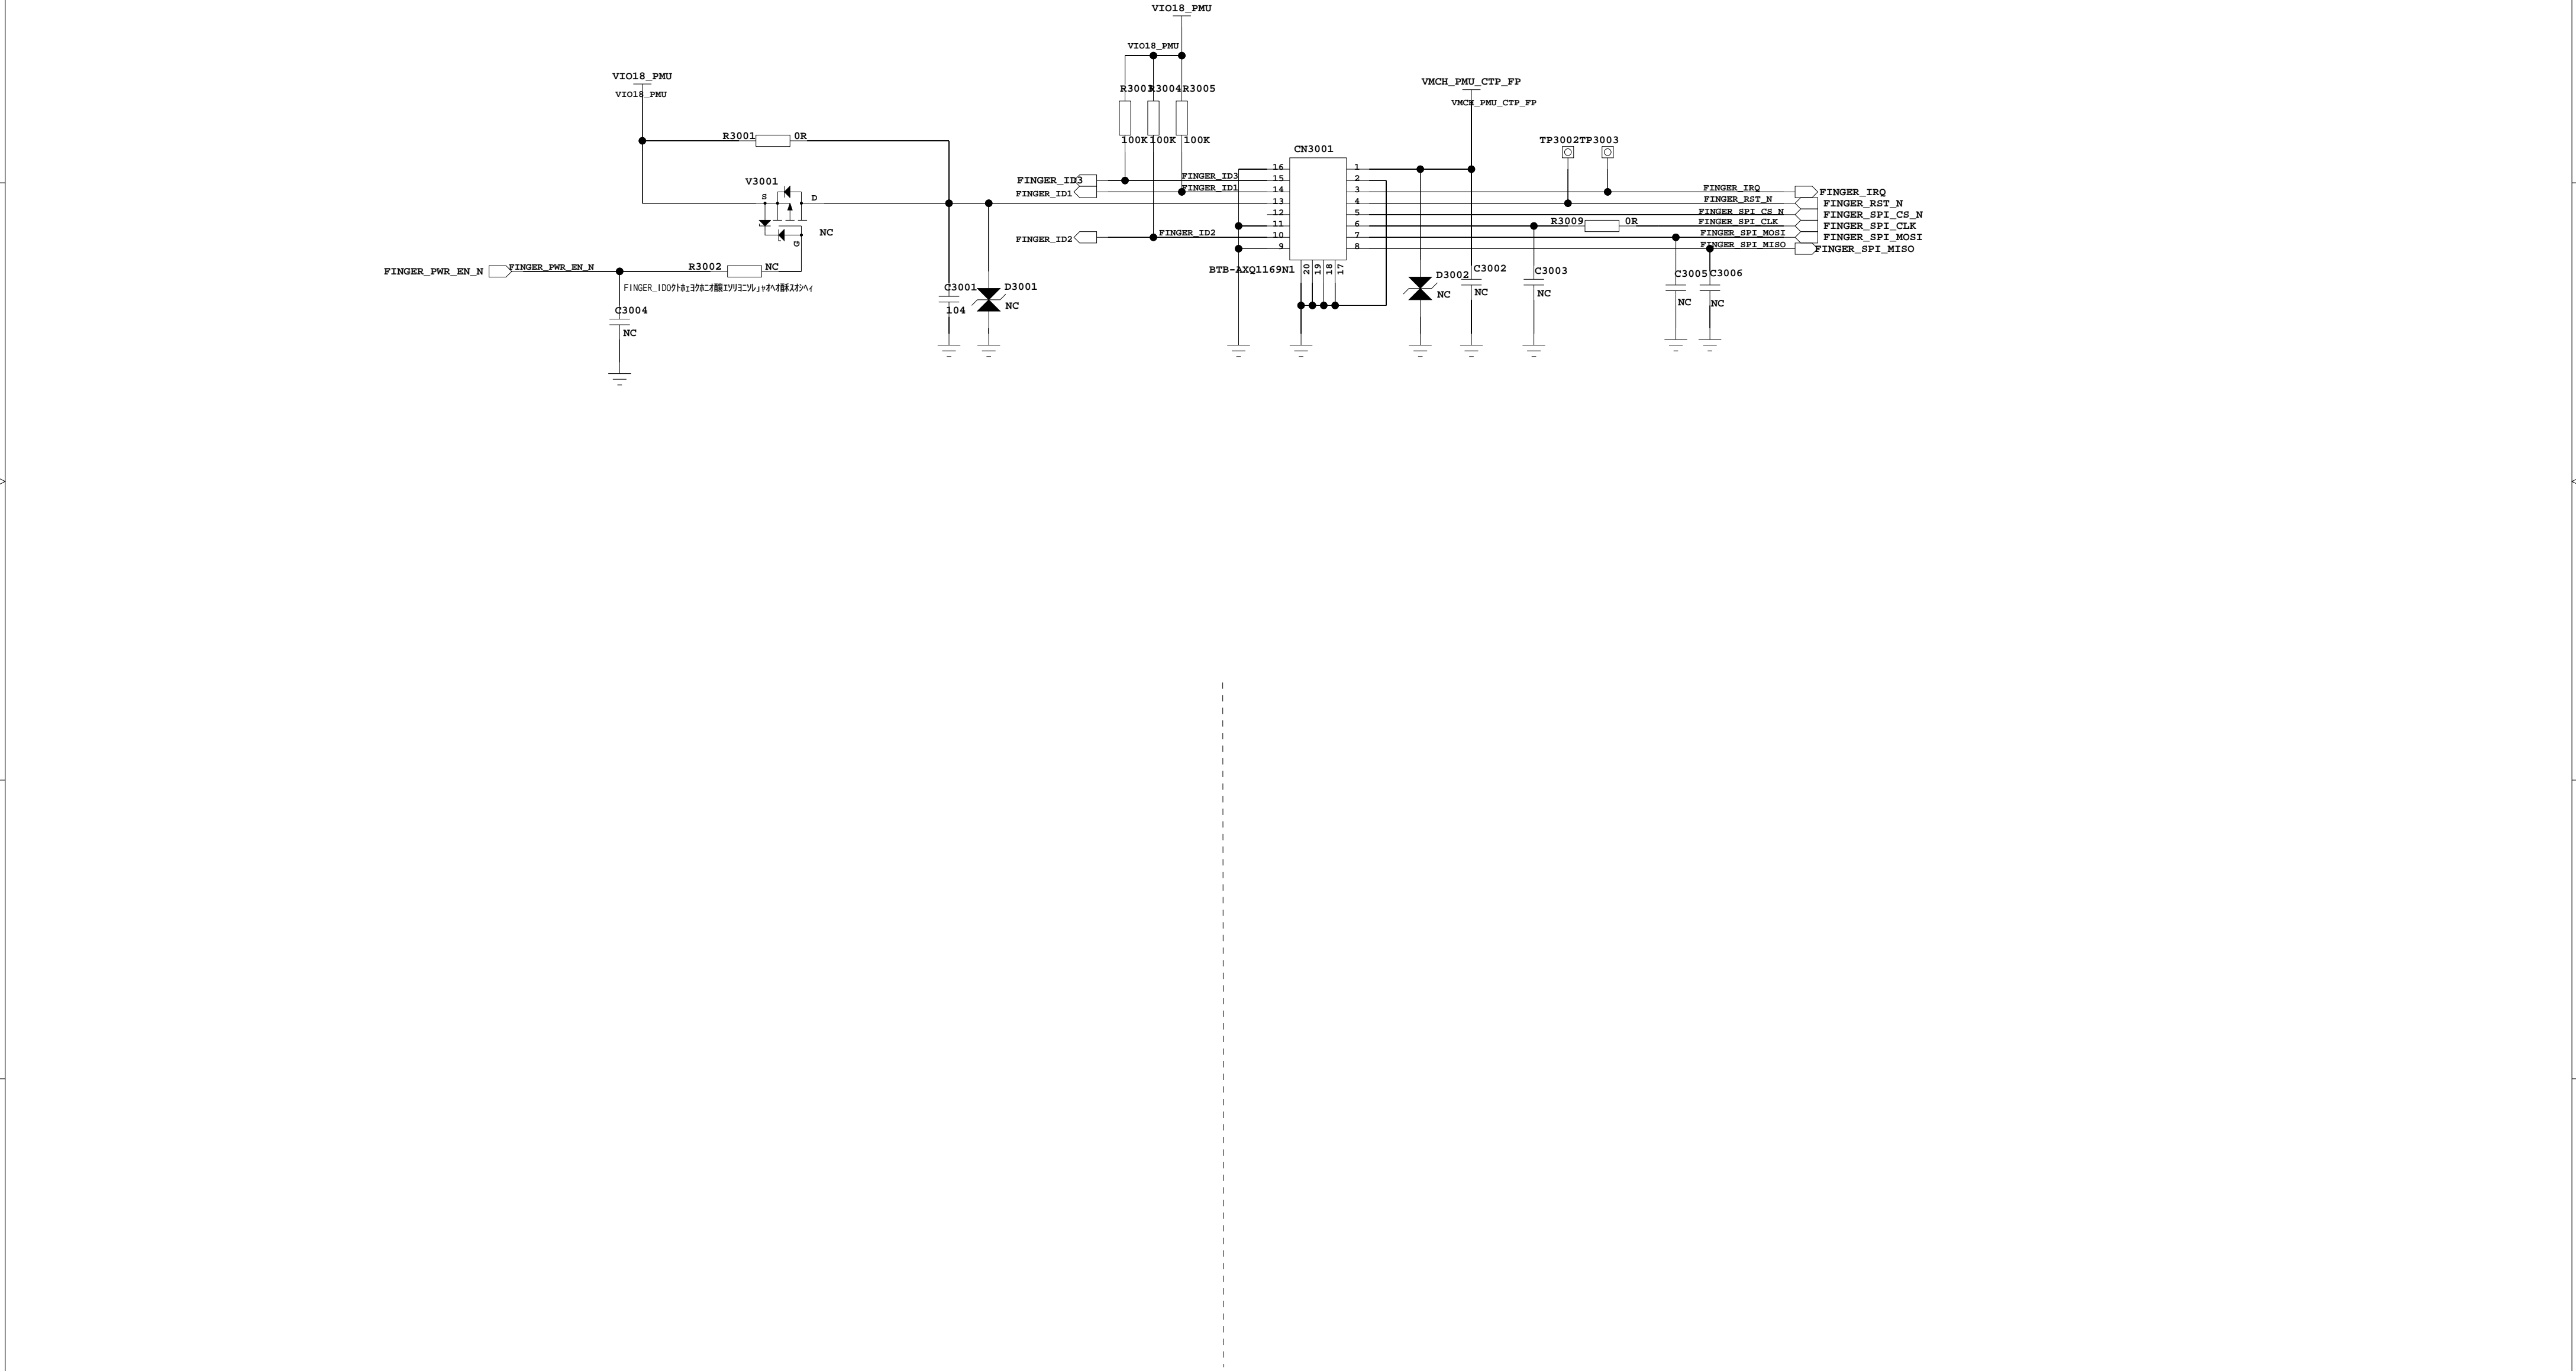 VIO18_PMU
VIO18_PMU
VIO18_PMU
VIO18_PMU
VMCH_PMU_CTP_FP
VMCH_PMU_CTP_FP
R3003 R3004 R3005
100K 100K 100K
R3001 0R
TP3002 TP3003
CN3001
V3001
S
D
G
NC
16
15
14
13
12
11
10
9
1
2
3
4
5
6
7
8
20
19
18
17
BTB-AXQ1169N1
FINGER_ID3
FINGER_ID3
FINGER_ID1
FINGER_ID1
FINGER_ID2
FINGER_ID2
FINGER_IRQ
FINGER_IRQ
FINGER_RST_N
FINGER_RST_N
FINGER_SPI_CS_N
FINGER_SPI_CS_N
R3009 0R
FINGER_SPI_CLK
FINGER_SPI_CLK
FINGER_SPI_MOSI
FINGER_SPI_MOSI
FINGER_SPI_MISO
FINGER_SPI_MISO
FINGER_PWR_EN_N
FINGER_PWR_EN_N
R3002 NC
C3004
NC
C3001
104
D3001
NC
D3002
NC
C3002
NC
C3003
NC
C3005
NC
C3006
NC